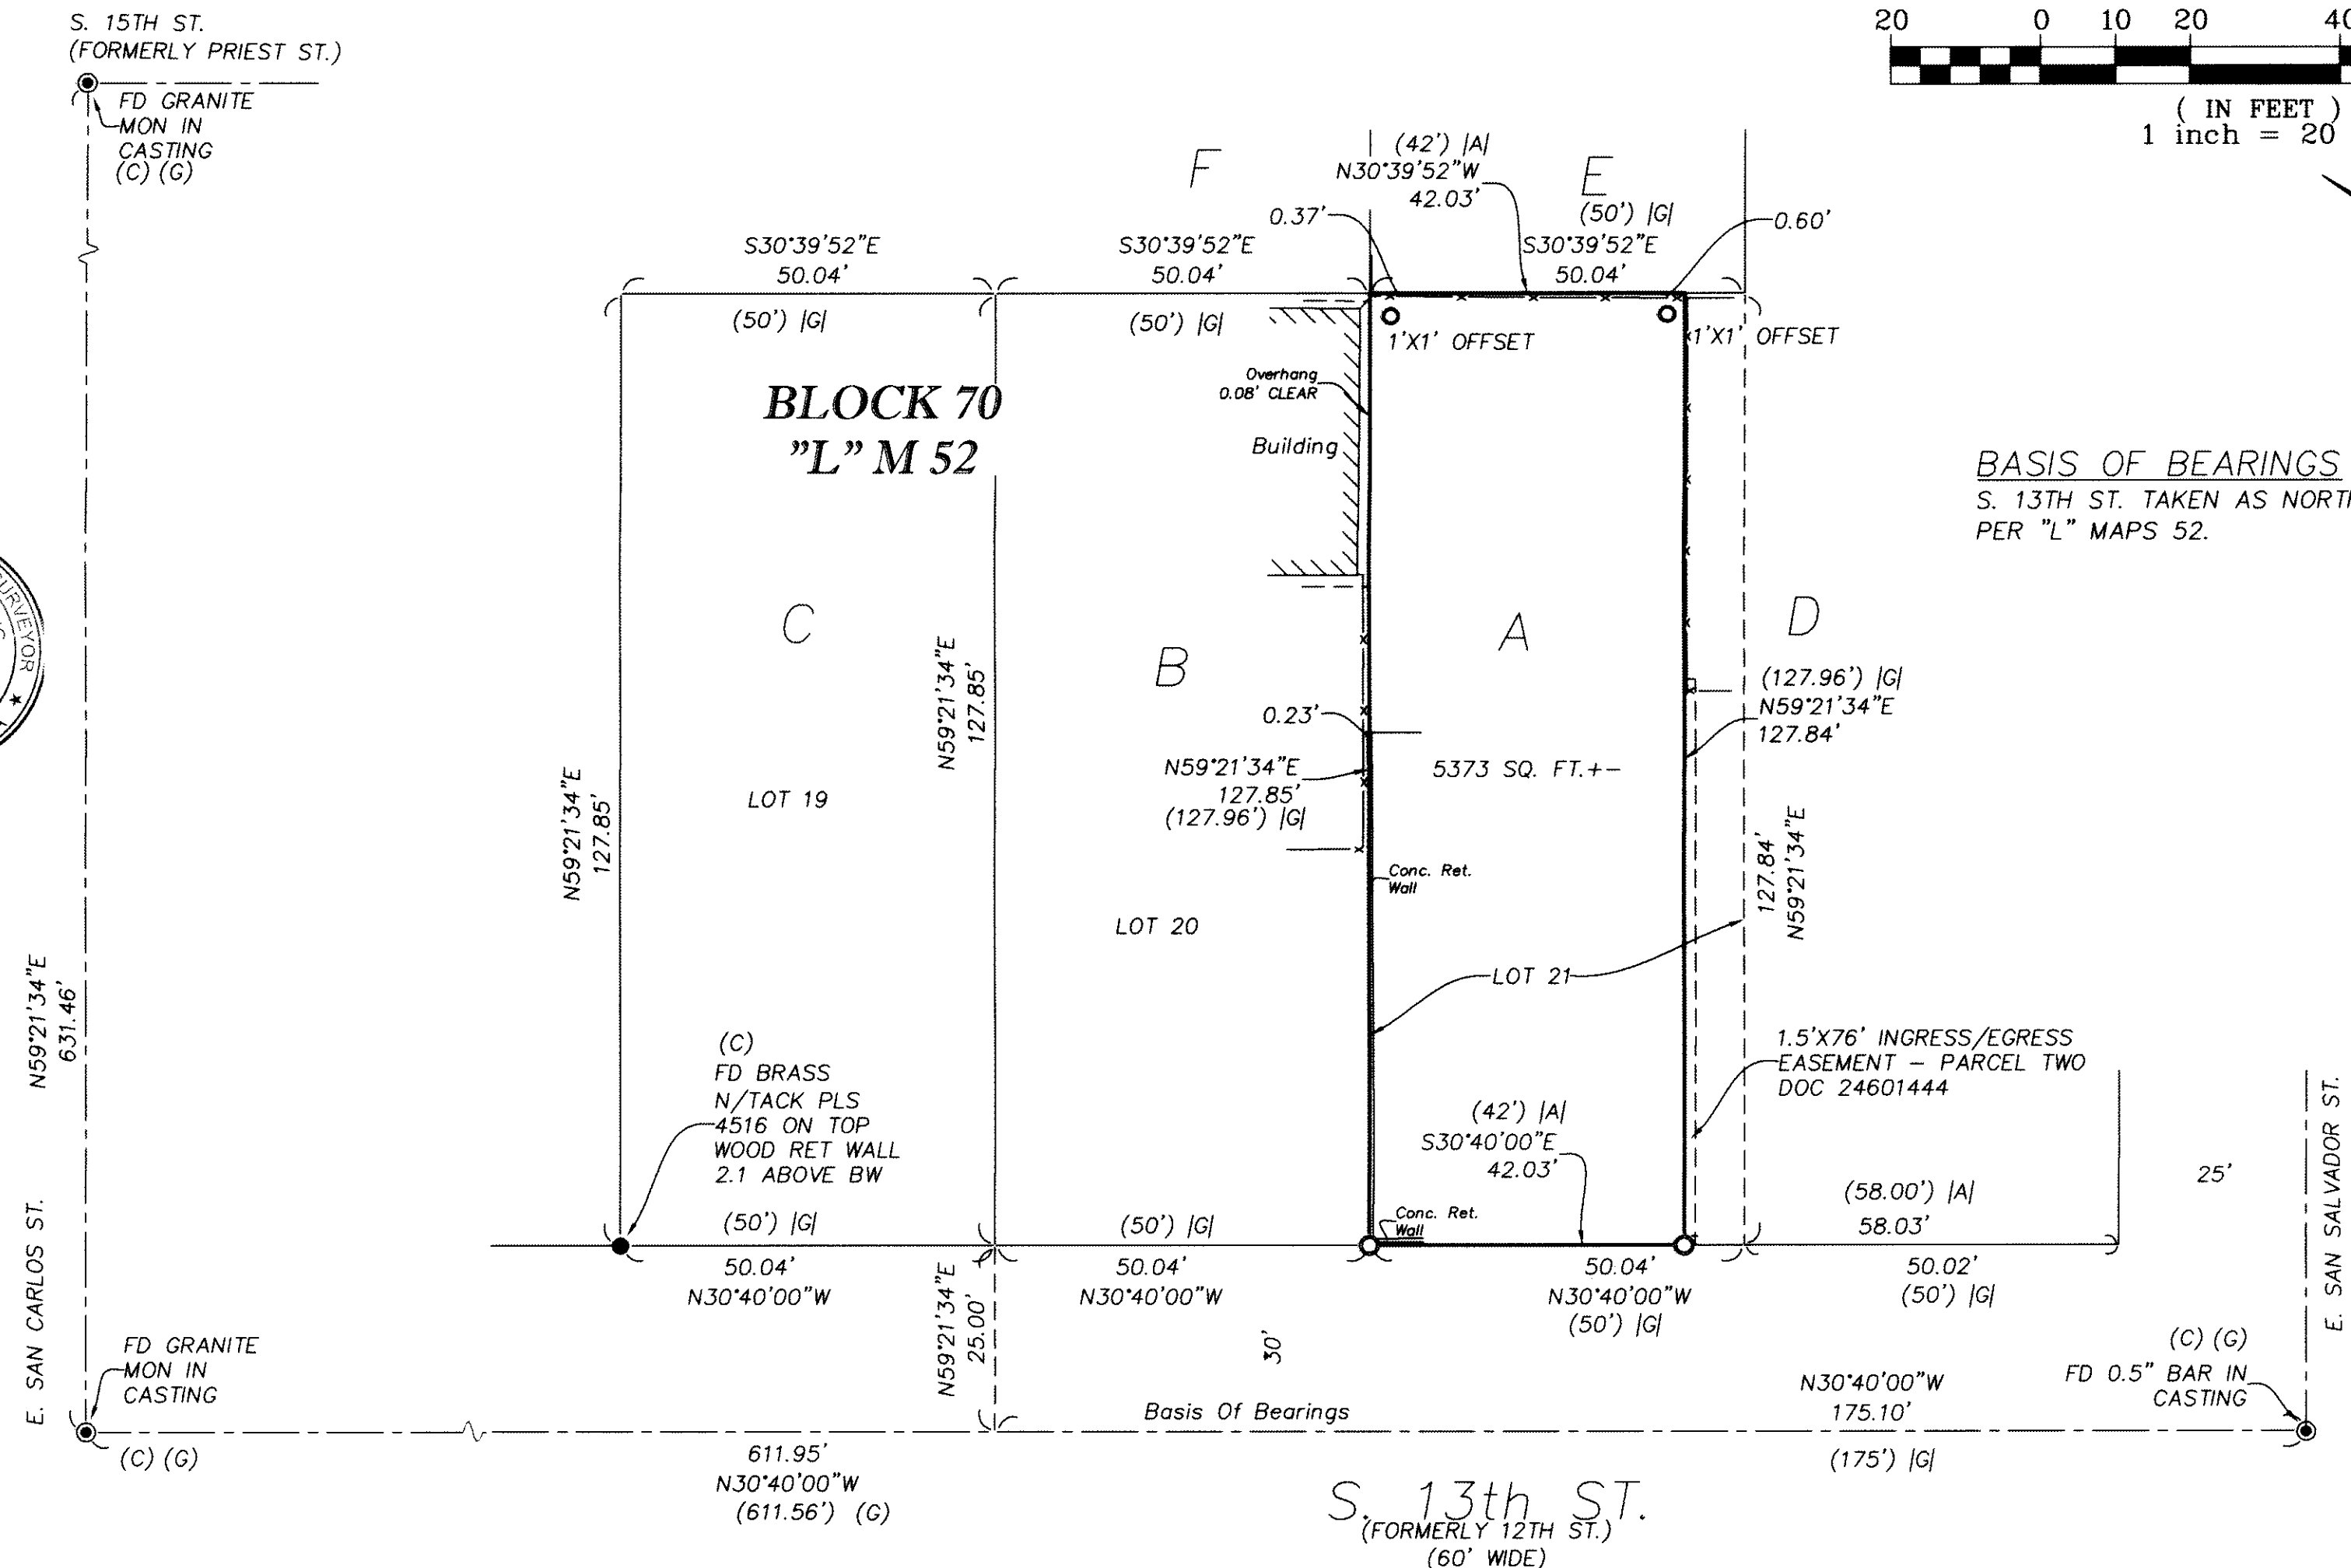 S. 15TH ST.
(FORMERLY PRIEST ST.)
FD GRANITE
MON IN
CASTING
(C) (G)
20 0 10 20
( IN FEET )
1 inch = 20
F
(42') |A|
N30°39'52"W
42.03'
E
(50') |G|
0.37'
0.60'
S30°39'52"E
50.04'
S30°39'52"E
50.04'
S30°39'52"E
50.04'
(50') |G|
(50') |G|
1'X1' OFFSET
1'X1' OFFSET
BLOCK 70
"L" M 52
Overhang
0.08' CLEAR
Building
BASIS OF BEARINGS
S. 13TH ST. TAKEN AS NORTH
PER "L" MAPS 52.
SURVEYOR
C
B
A
D
N59°21'34"E
127.85'
N59°21'34"E
127.85'
(127.96') |G|
N59°21'34"E
127.84'
0.23'
N59°21'34"E
127.85'
(127.96') |G|
5373 SQ. FT.+-
LOT 19
LOT 20
Conc. Ret.
Wall
127.84'
N59°21'34"E
LOT 21
N59°21'34"E
631.46'
(C)
FD BRASS
N/TACK PLS
4516 ON TOP
WOOD RET WALL
2.1 ABOVE BW
1.5'X76' INGRESS/EGRESS
EASEMENT – PARCEL TWO
DOC 24601444
(42') |A|
S30°40'00"E
42.03'
Conc. Ret.
Wall
(58.00') |A|
58.03'
25'
E. SAN SALVADOR ST.
E. SAN CARLOS ST.
(50') |G|
(50') |G|
50.04'
N30°40'00"W
50.04'
N30°40'00"W
50.04'
N30°40'00"W
(50') |G|
50.02'
(50') |G|
N59°21'34"E
25.00'
30'
FD GRANITE
MON IN
CASTING
(C) (G)
(C) (G)
FD 0.5" BAR IN
CASTING
N30°40'00"W
175.10'
(175') |G|
Basis Of Bearings
611.95'
N30°40'00"W
(611.56') (G)
S. 13th ST.
(FORMERLY 12TH ST.)
(60' WIDE)